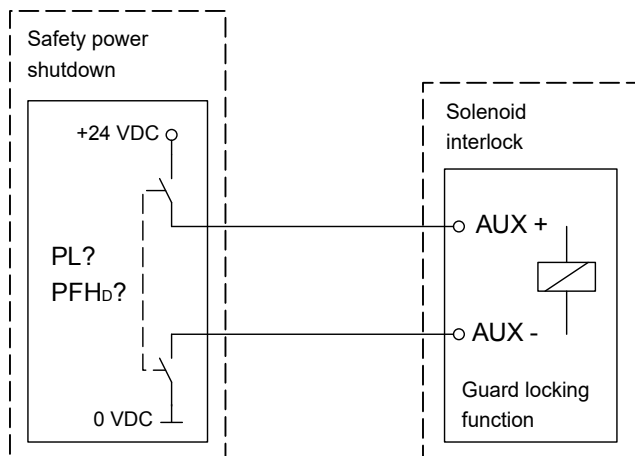 Safety power
shutdown
+24 VDC
PL?
PFHD?
0 VDC
Solenoid
interlock
AUX +
AUX -
Guard locking
function